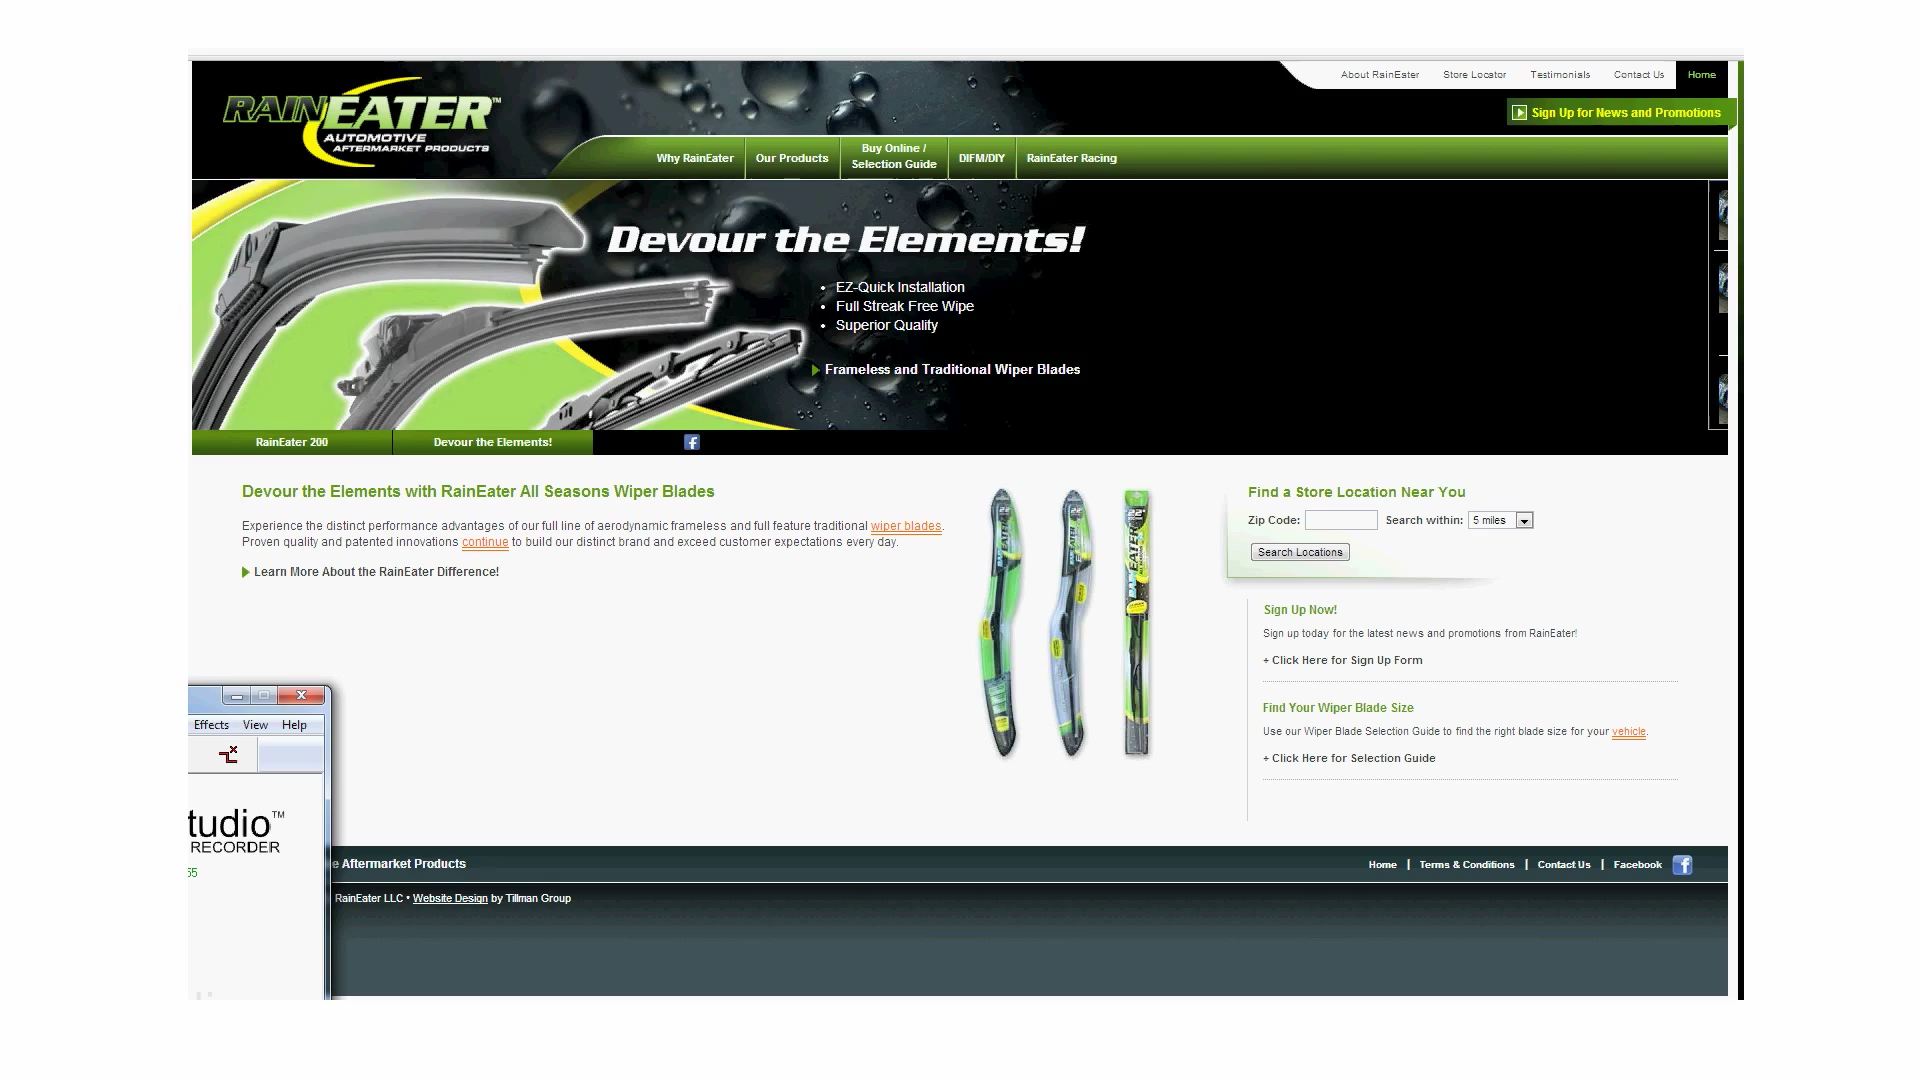 About RainEater Store Locator Testimonials Contact Us Home
RAINEATER™
AUTOMOTIVE
AFTERMARKET PRODUCTS
Sign Up for News and Promotions
Why RainEater Our Products Buy Online / Selection Guide DIFM/DIY RainEater Racing
Devour the Elements!
• EZ-Quick Installation
• Full Streak Free Wipe
• Superior Quality
Frameless and Traditional Wiper Blades
RainEater 200 Devour the Elements!
Devour the Elements with RainEater All Seasons Wiper Blades
Experience the distinct performance advantages of our full line of aerodynamic frameless and full feature traditional wiper blades.
Proven quality and patented innovations continue to build our distinct brand and exceed customer expectations every day.
Learn More About the RainEater Difference!
22"
RAINEATER
22"
RAINEATER
22"
RAINEATER
Find a Store Location Near You
Zip Code: Search within: 5 miles
Search Locations
Sign Up Now!
Sign up today for the latest news and promotions from RainEater!
+ Click Here for Sign Up Form
Find Your Wiper Blade Size
Use our Wiper Blade Selection Guide to find the right blade size for your vehicle.
+ Click Here for Selection Guide
Effects View Help
tudio™
RECORDER
55
e Aftermarket Products
Home | Terms & Conditions | Contact Us | Facebook
RainEater LLC • Website Design by Tillman Group